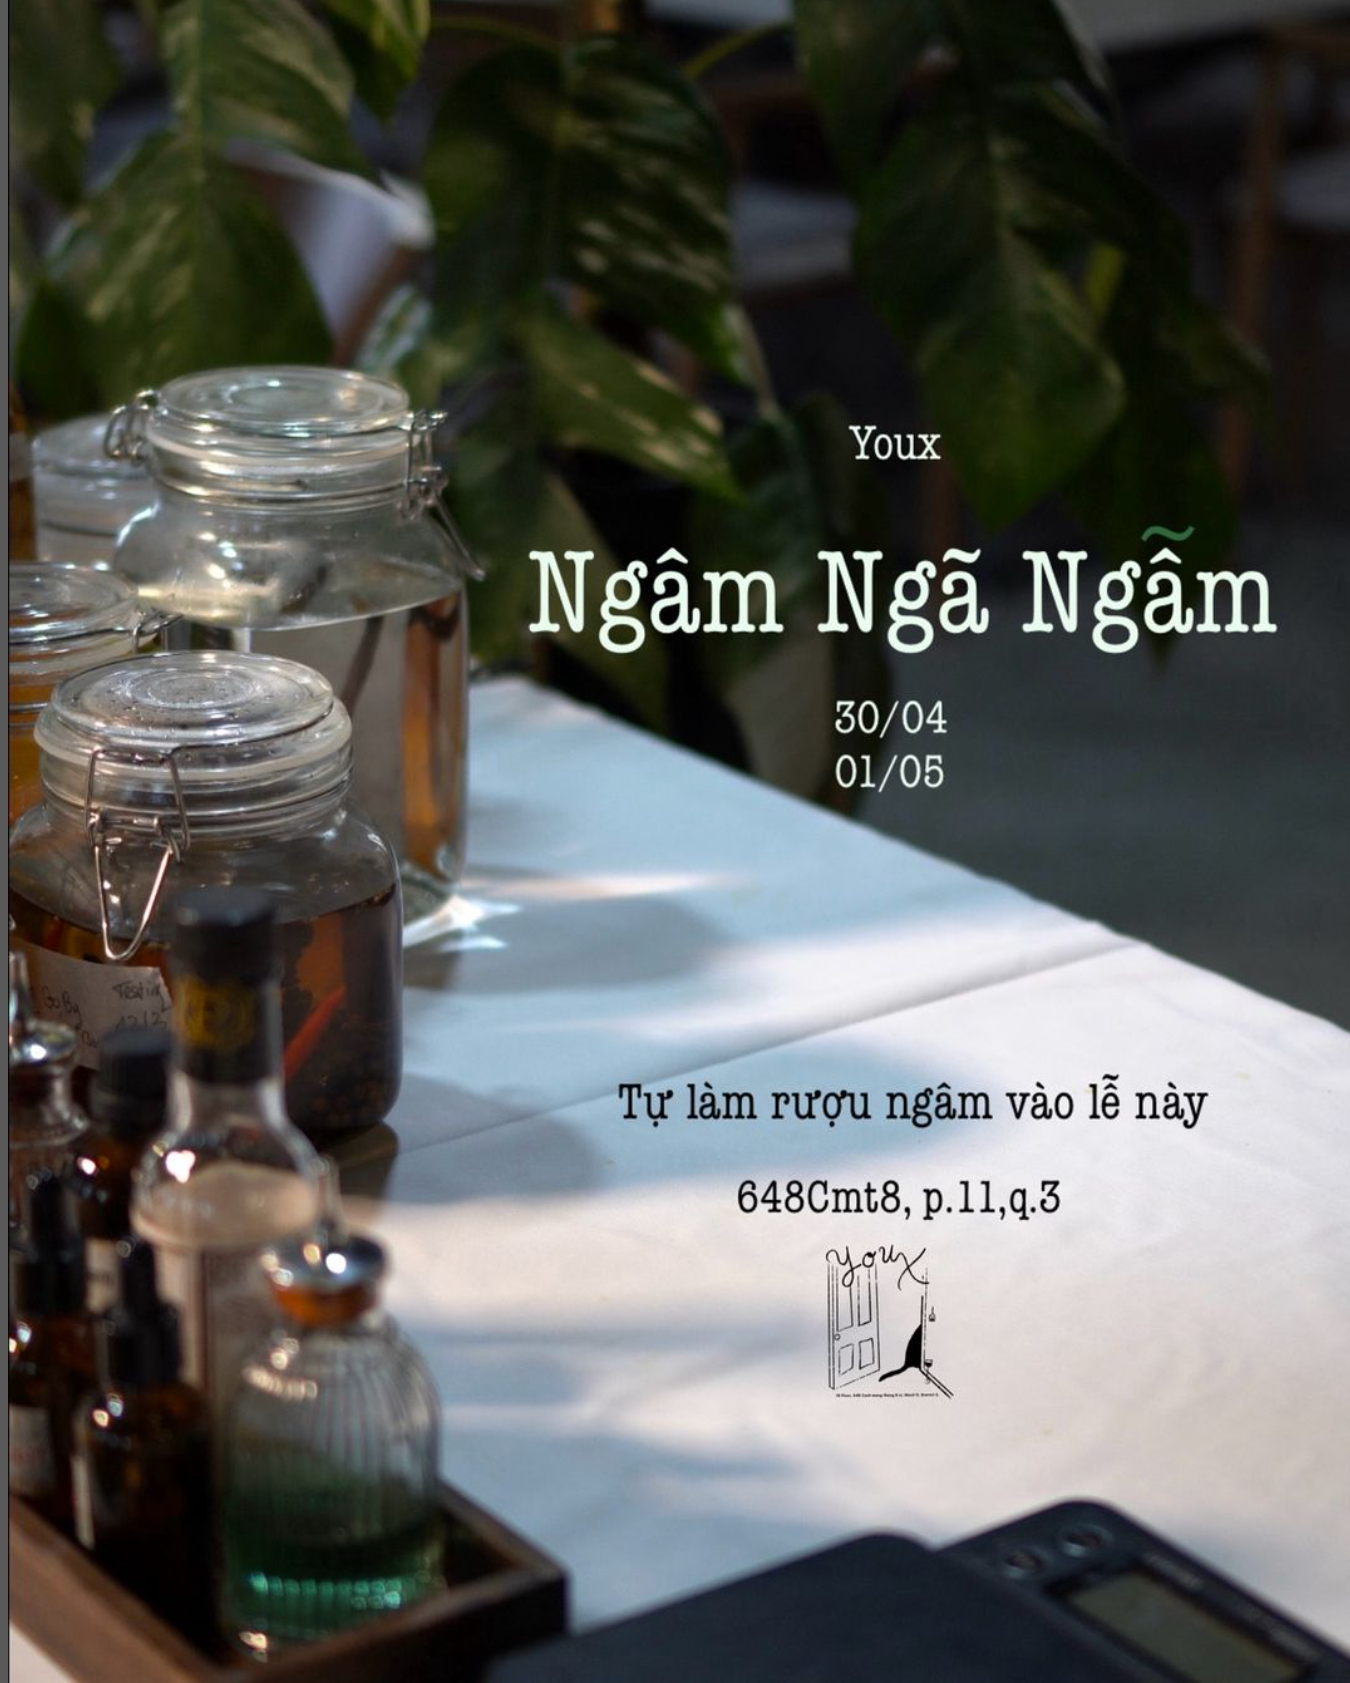 Youx
Ngâm Ngã Ngẫm
30/04
01/05
Testing
Tự làm rượu ngâm vào lễ này
648Cmt8, p.11,q.3
youx